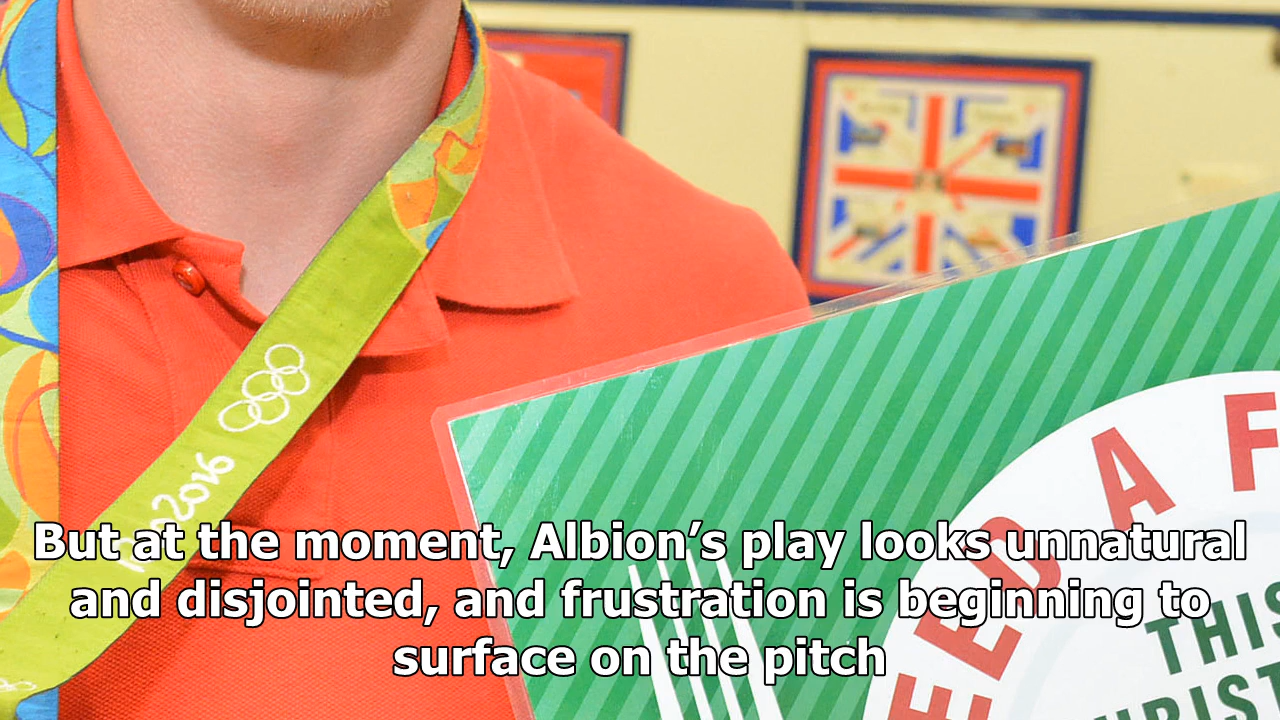 2016
A F
ED
THIS
But at the moment, Albion’s play looks unnatural
and disjointed, and frustration is beginning to
surface on the pitch